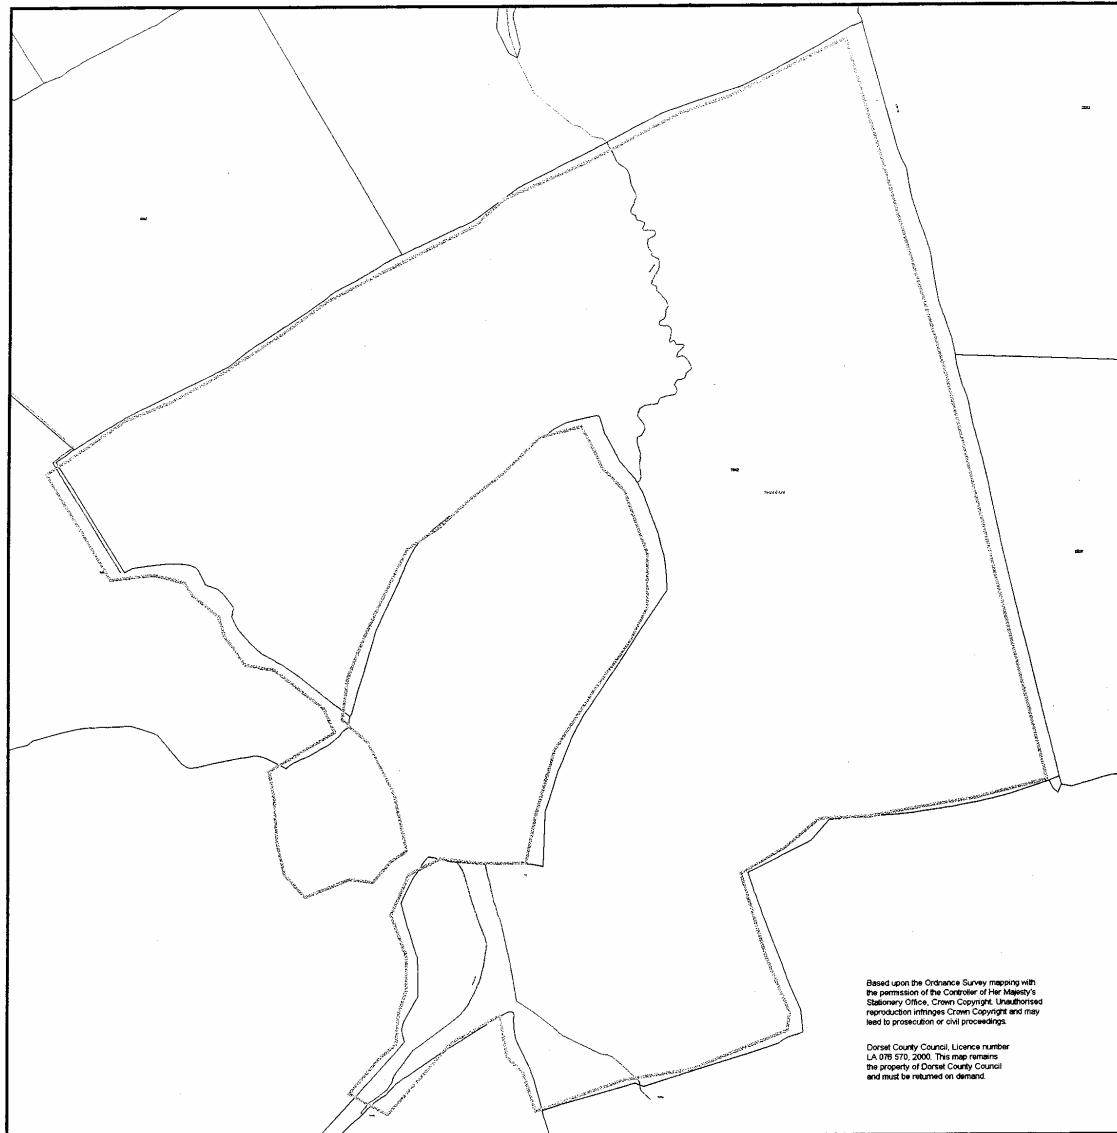 Based upon the Ordnance Survey mapping with
the permission of the Controller of Her Majesty's
Stationery Office, Crown Copyright. Unauthorised
reproduction infringes Crown Copyright and may
lead to prosecution or civil proceedings.
Dorset County Council, Licence number
LA 076 570, 2000. This map remains
the property of Dorset County Council
and must be returned on demand.